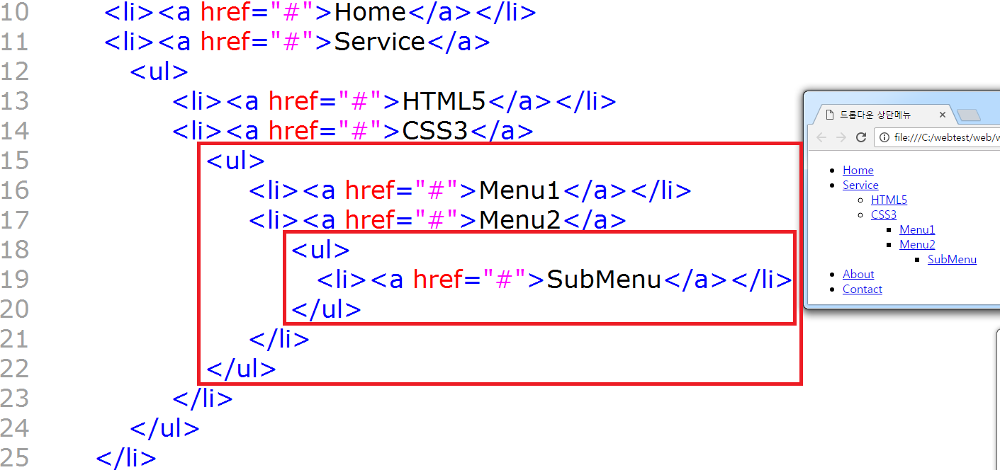 10 <li><a href="#">Home</a></li>
11 <li><a href="#">Service</a>
12 <ul>
13 <li><a href="#">HTML5</a></li>
14 <li><a href="#">CSS3</a>
15 <ul>
16 <li><a href="#">Menu1</a></li>
17 <li><a href="#">Menu2</a>
18 <ul>
19 <li><a href="#">SubMenu</a></li>
20 </ul>
21 </li>
22 </ul>
23 </li>
24 </ul>
25 </li>
드롭다운 상단메뉴
file:///C:/webtest/web/w
Home
Service
HTML5
CSS3
Menu1
Menu2
SubMenu
About
Contact